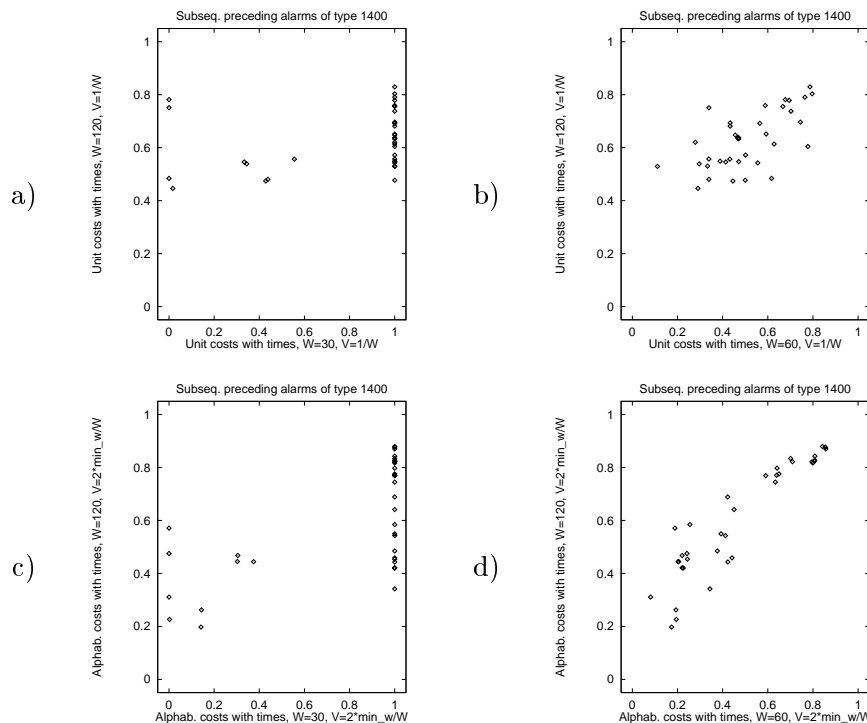 Subseq. preceding alarms of type 1400
1
0.8
0.6
0.4
0.2
0
0 0.2 0.4 0.6 0.8 1
Unit costs with times, W=120, V=1/W
Unit costs with times, W=30, V=1/W
a)
Subseq. preceding alarms of type 1400
1
0.8
0.6
0.4
0.2
0
0 0.2 0.4 0.6 0.8 1
Unit costs with times, W=120, V=1/W
Unit costs with times, W=60, V=1/W
b)
Subseq. preceding alarms of type 1400
1
0.8
0.6
0.4
0.2
0
0 0.2 0.4 0.6 0.8 1
Alphab. costs with times, W=120, V=2*min_w/W
Alphab. costs with times, W=30, V=2*min_w/W
c)
Subseq. preceding alarms of type 1400
1
0.8
0.6
0.4
0.2
0
0 0.2 0.4 0.6 0.8 1
Alphab. costs with times, W=120, V=2*min_w/W
Alphab. costs with times, W=60, V=2*min_w/W
d)